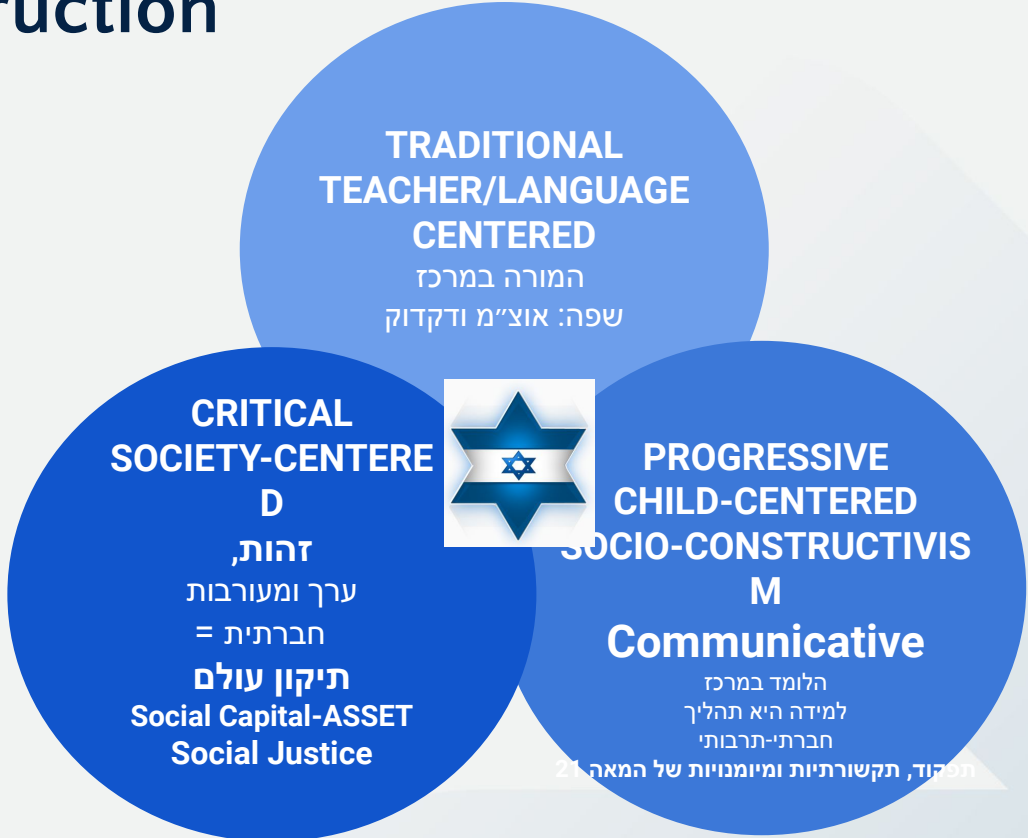 ruction
TRADITIONAL
TEACHER/LANGUAGE
CENTERED
המורה במרכז
שפה: אוצ״מ ודקדוק
CRITICAL
SOCIETY-CENTERE
D
זהות,
ערך ומעורבות
חברתית =
תיקון עולם
Social Capital-ASSET
Social Justice
PROGRESSIVE
CHILD-CENTERED
SOCIO-CONSTRUCTIVIS
M
Communicative
הלומד במרכז
למידה היא תהליך
חברתי-תרבותי
תפקוד, תקשורתיות ומיומנויות של המאה 21